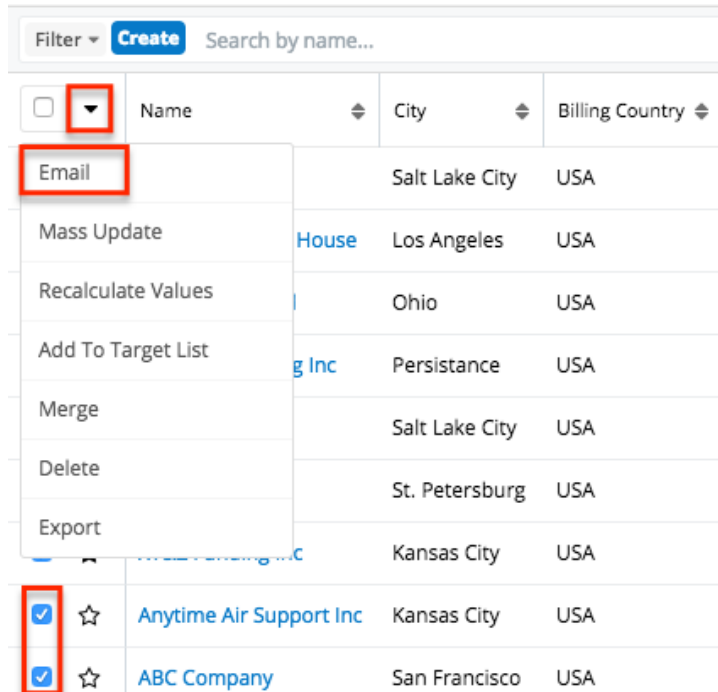 Filter Create Search by name...
Name City Billing Country
Email
Salt Lake City USA
Mass Update
House Los Angeles USA
Recalculate Values
Ohio USA
Add To Target List
g Inc Persistance USA
Merge
Salt Lake City USA
Delete
St. Petersburg USA
Export
Kansas City USA
Anytime Air Support Inc Kansas City USA
ABC Company San Francisco USA